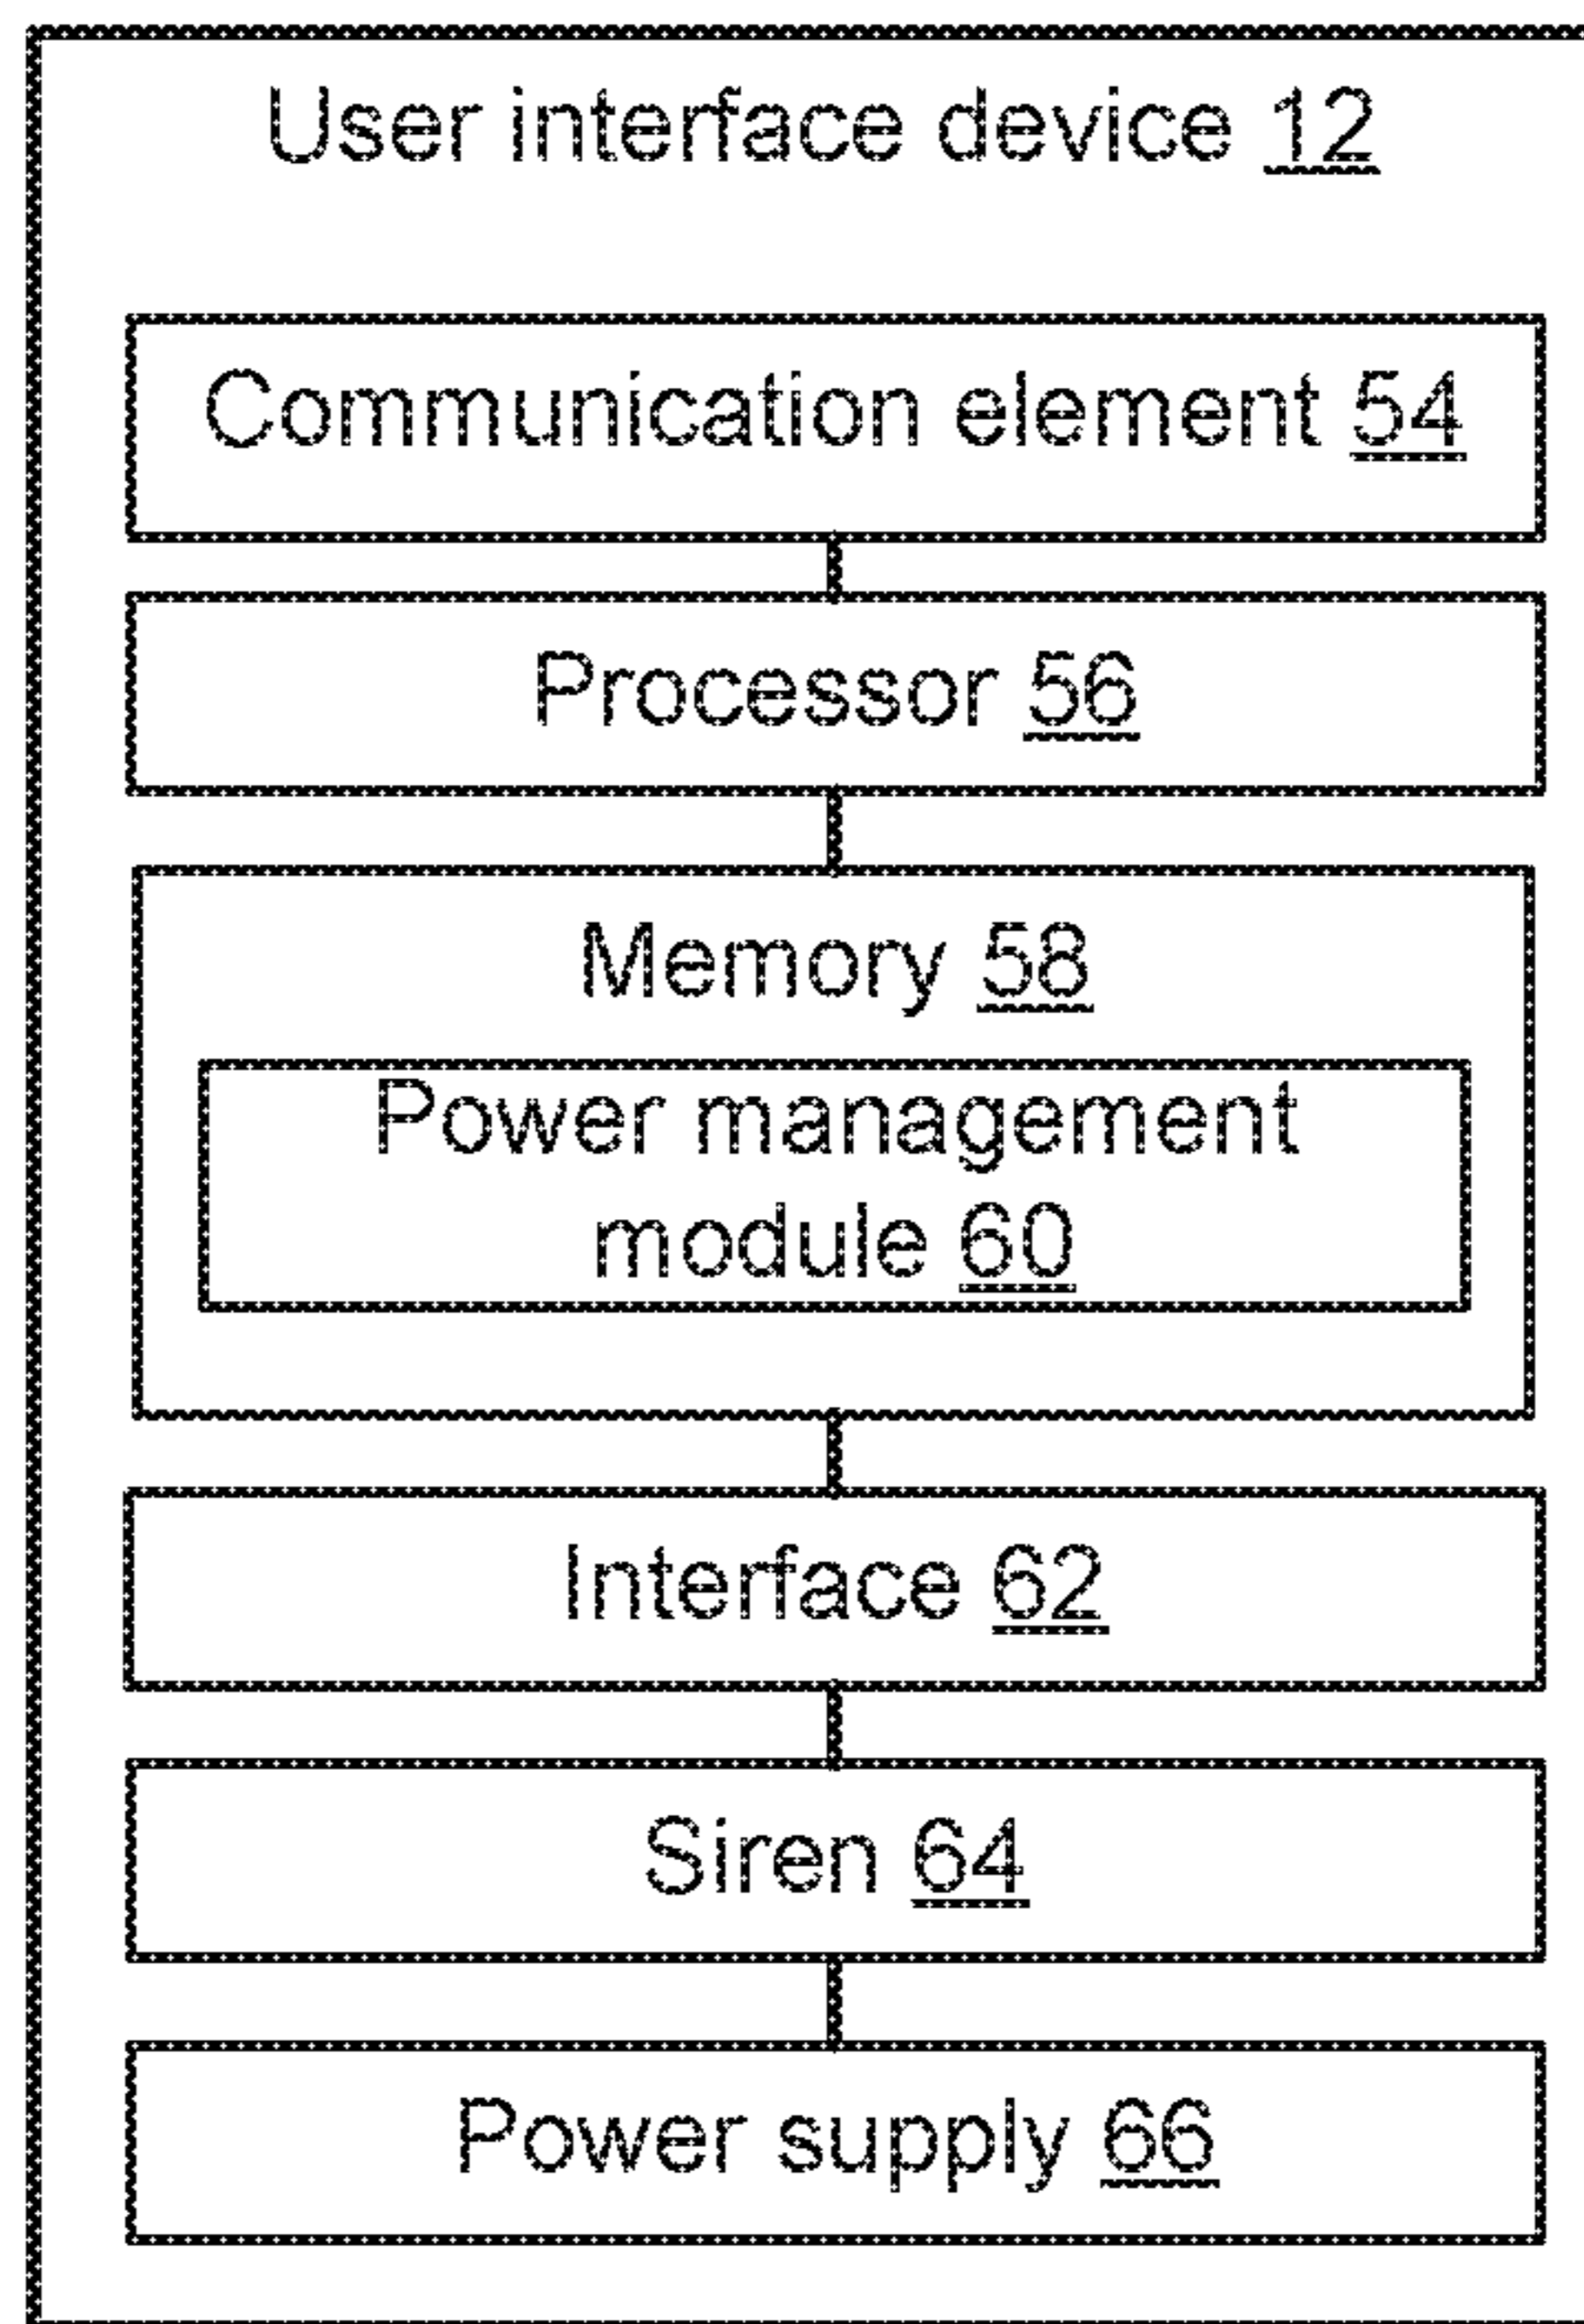 User interface device 12
Communication element 54
Processor 56
Memory 58
Power management
module 60
Interface 62
Siren 64
Power supply 66